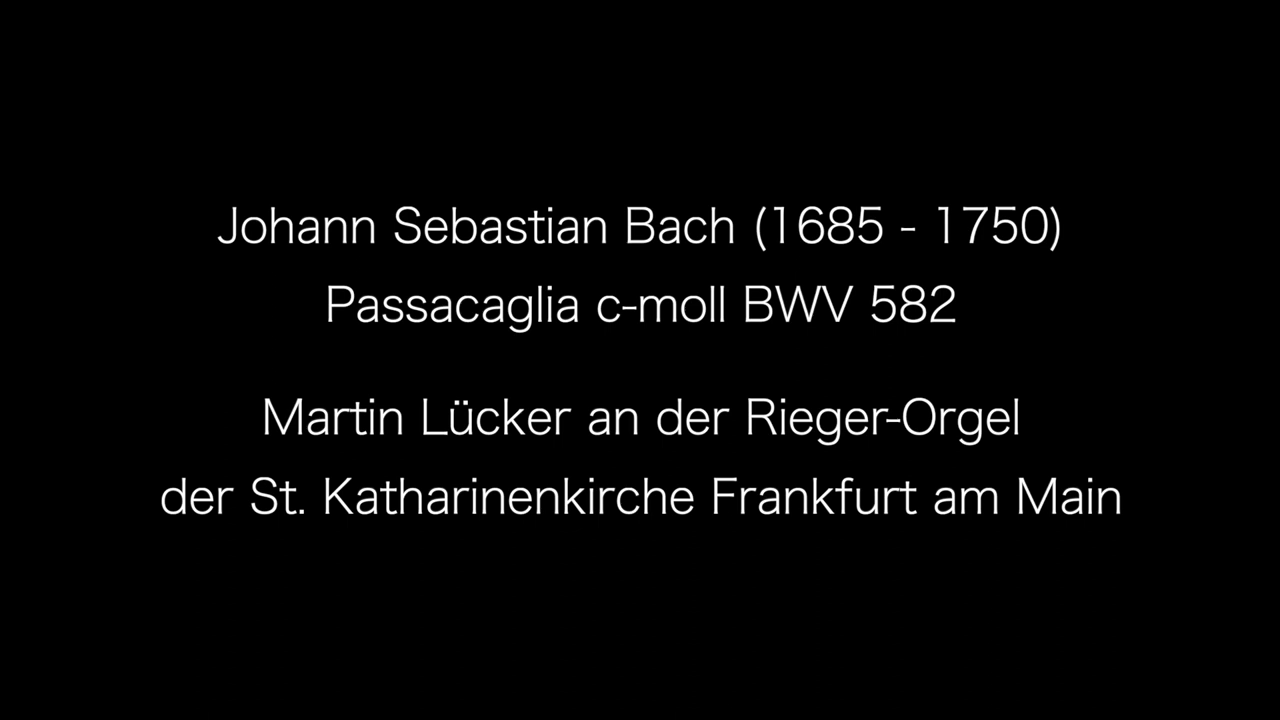 Johann Sebastian Bach (1685 - 1750)
Passacaglia c-moll BWV 582
Martin Lücker an der Rieger-Orgel
der St. Katharinenkirche Frankfurt am Main